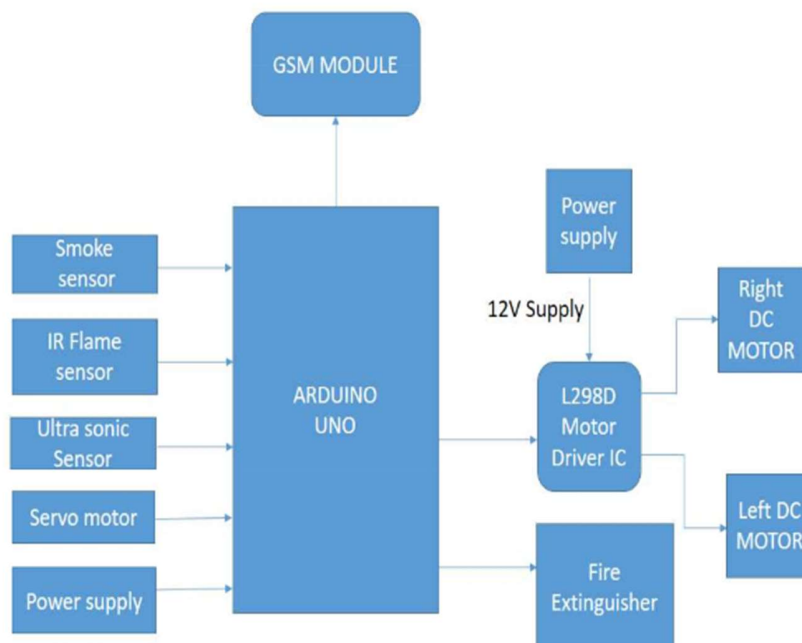 GSM MODULE
Smoke
sensor
IR Flame
sensor
Ultra sonic
Sensor
Servo motor
Power supply
ARDUINO
UNO
Power
supply
12V Supply
L298D
Motor
Driver IC
Right
DC
MOTOR
Left DC
MOTOR
Fire
Extinguisher